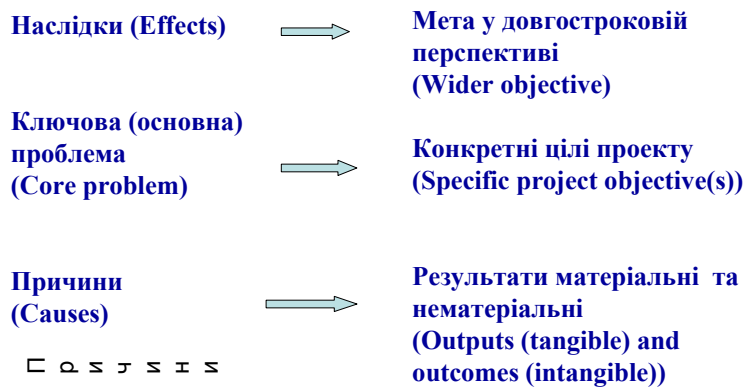 Наслідки (Effects)
Мета у довгостроковій
перспективі
(Wider objective)
Ключова (основна)
проблема
(Core problem)
Конкретні цілі проекту
(Specific project objective(s))
Причини
(Causes)
Результати матеріальні та
нематеріальні
(Outputs (tangible) and
outcomes (intangible))
Причини